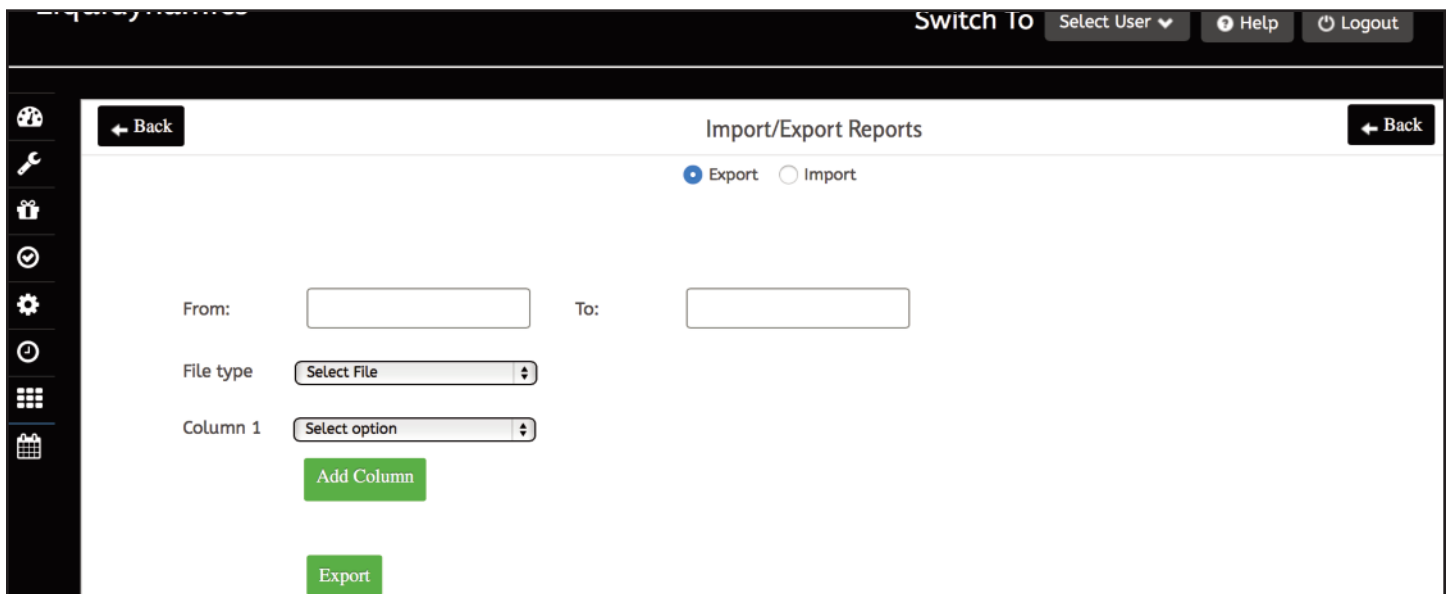 Switch To Select User Help Logout
Back Import/Export Reports Back
Export Import
From: To:
File type Select File
Column 1 Select option
Add Column
Export